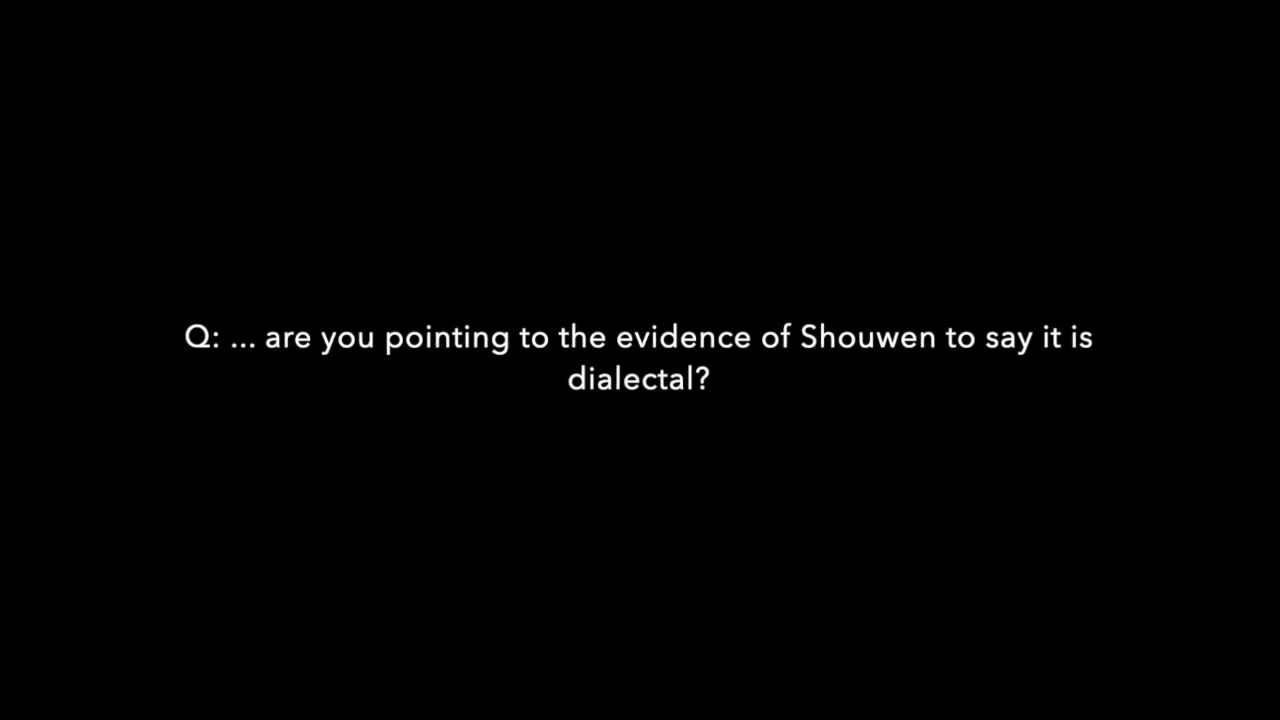 Q: ... are you pointing to the evidence of Shouwen to say it is
dialectal?